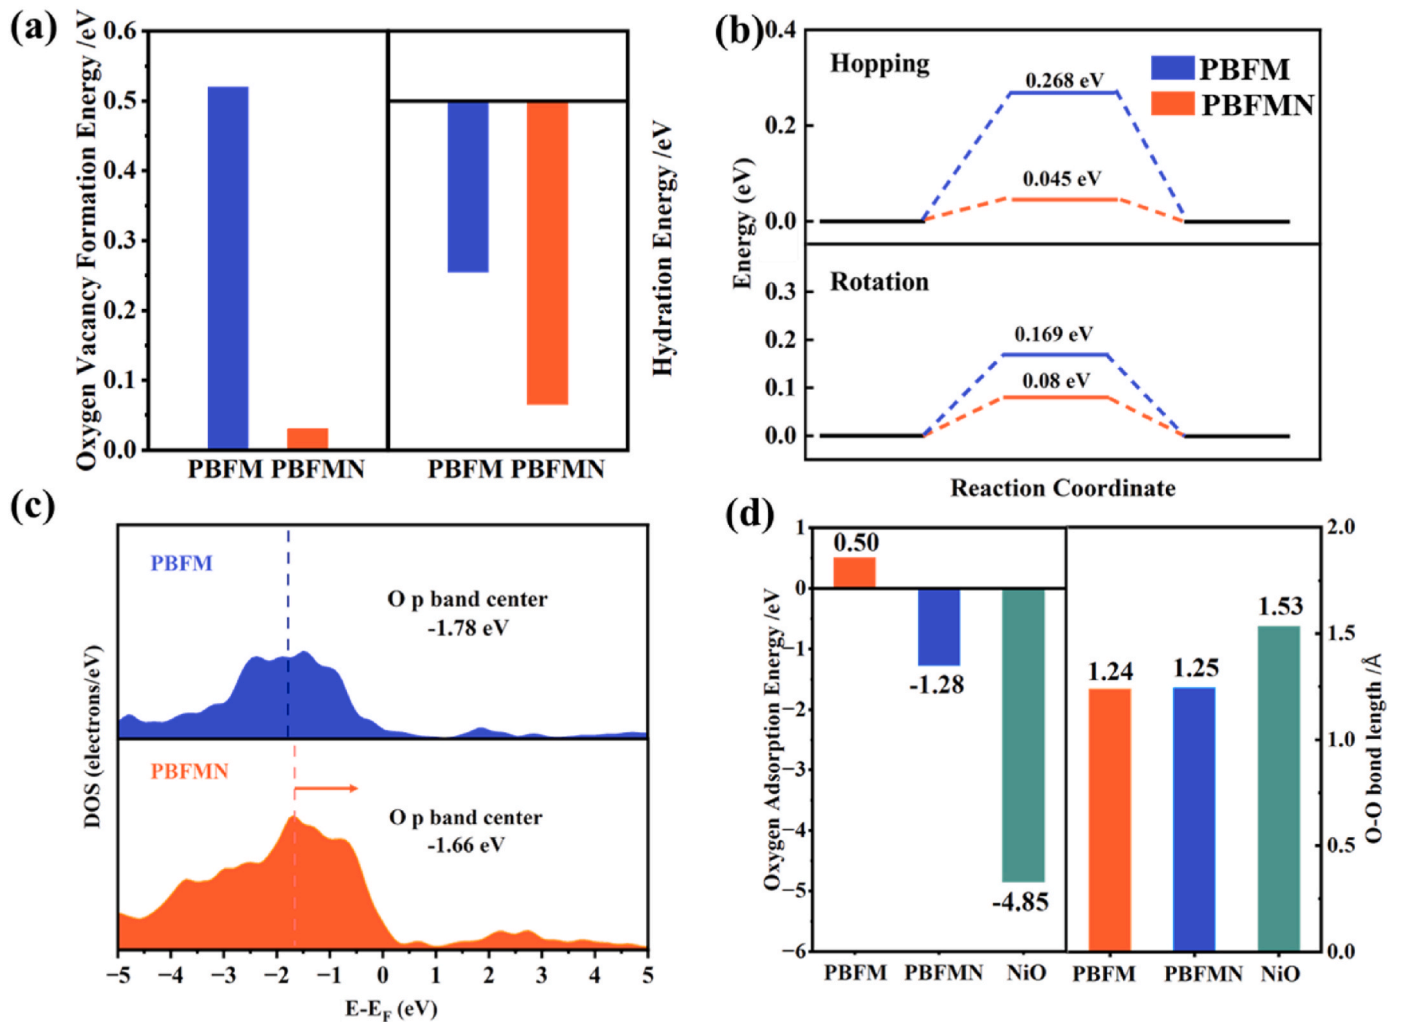 (a)
Oxygen Vacancy Formation Energy /eV
0.6
0.5
0.4
0.3
0.2
0.1
0.0
PBFM PBFMN
PBFM PBFMN
Hydration Energy /eV
(b)
Energy (eV)
0.4
0.2
0.0
Hopping
0.268 eV
0.045 eV
PBFM
PBFMN
0.3
0.2
0.1
0.0
Rotation
0.169 eV
0.08 eV
Reaction Coordinate
(c)
DOS (electrons/eV)
PBFM
O p band center
-1.78 eV
PBFMN
O p band center
-1.66 eV
−5 −4 −3 −2 −1 0 1 2 3 4 5
E-EF (eV)
(d)
Oxygen Adsorption Energy /eV
1
0
−1
−2
−3
−4
−5
−6
0.50
-1.28
-4.85
PBFM PBFMN NiO
1.24
1.25
1.53
PBFM PBFMN NiO
2.0
1.5
1.0
0.5
0.0
O-O bond length /Å